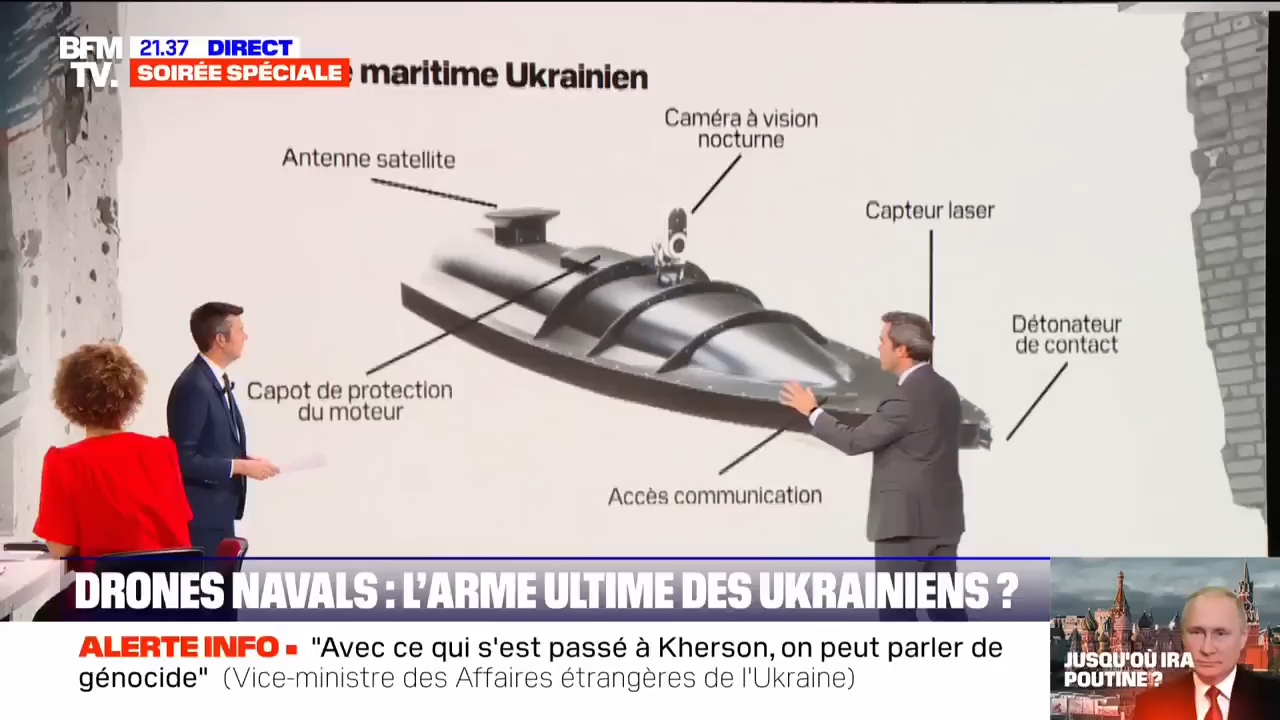 BFM
TV.
21.37 DIRECT
SOIRÉE SPÉCIALE
maritime Ukrainien
Caméra à vision
nocturne
Antenne satellite
Capteur laser
Détonateur
de contact
Capot de protection
du moteur
Accès communication
DRONES NAVALS : L'ARME ULTIME DES UKRAINIENS ?
ALERTE INFO "Avec ce qui s'est passé à Kherson, on peut parler de
génocide" (Vice-ministre des Affaires étrangères de l'Ukraine)
JUSQU'OÙ IRA
POUTINE ?